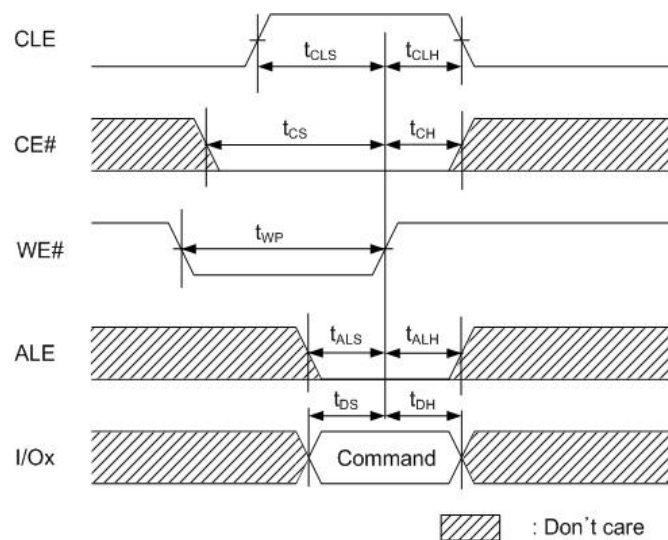 CLE
tCLS
tCLH
CE#
tCS
tCH
WE#
tWP
ALE
tALS
tALH
tDS
tDH
I/Ox
Command
: Don't care